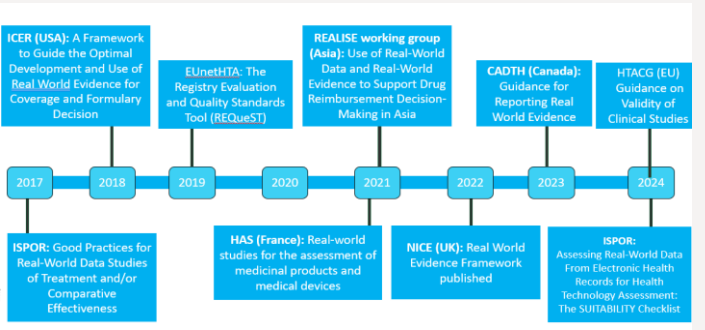 ICER (USA): A Framework
to Guide the Optimal
Development and Use of
Real World Evidence for
Coverage and Formulary
Decision
EUnetHTA: The
Registry Evaluation
and Quality Standards
Tool (REQueST)
REALISE working group
(Asia): Use of Real-World
Data and Real-World
Evidence to Support Drug
Reimbursement Decision-
Making in Asia
CADTH (Canada):
Guidance for
Reporting Real
World Evidence
HTACG (EU)
Guidance on
Validity of
Clinical Studies
2017
2018
2019
2020
2021
2022
2023
2024
ISPOR: Good Practices for
Real-World Data Studies
of Treatment and/or
Comparative
Effectiveness
HAS (France): Real-world
studies for the assessment of
medicinal products and
medical devices
NICE (UK): Real World
Evidence Framework
published
ISPOR:
Assessing Real-World Data
From Electronic Health
Records for Health
Technology Assessment:
The SUITABILITY Checklist